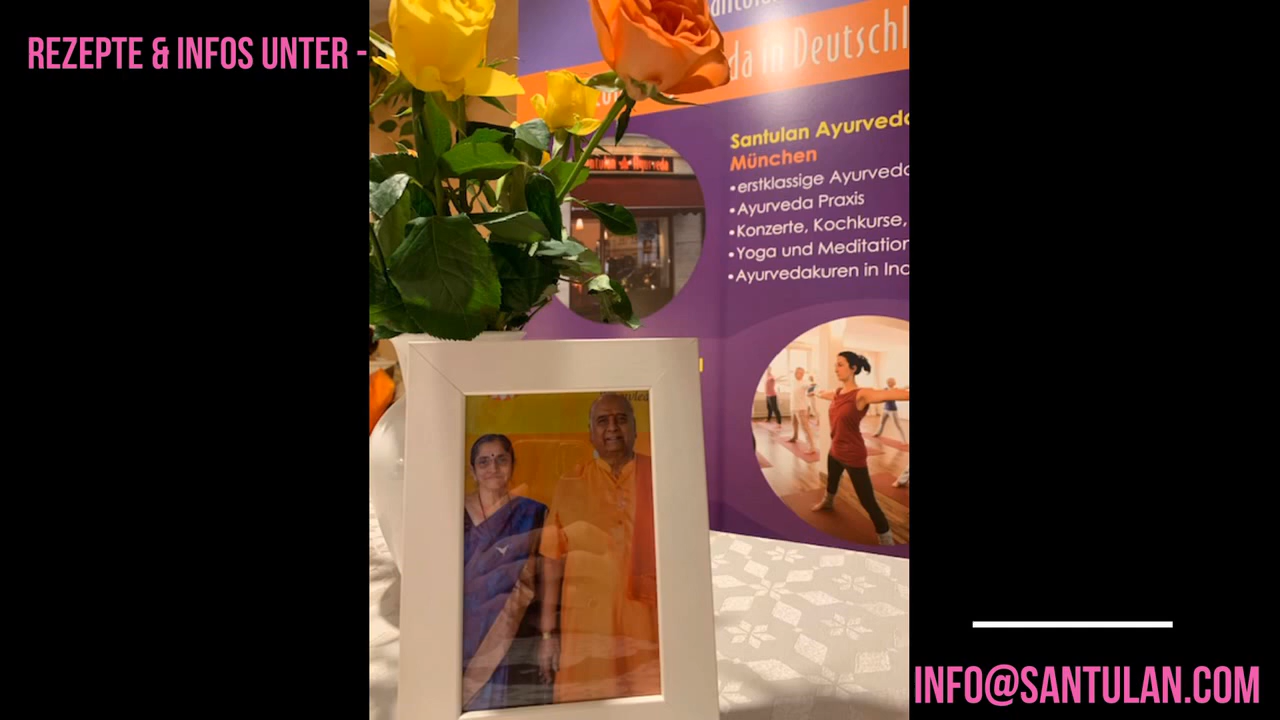 REZEPTE & INFOS UNTER -
da in Deutschl
Santulan Ayurveda
München
•erstklassige Ayurveda
•Ayurveda Praxis
•Konzerte, Kochkurse,
•Yoga und Meditation
•Ayurvedakuren in Ind
INFO@SANTULAN.COM